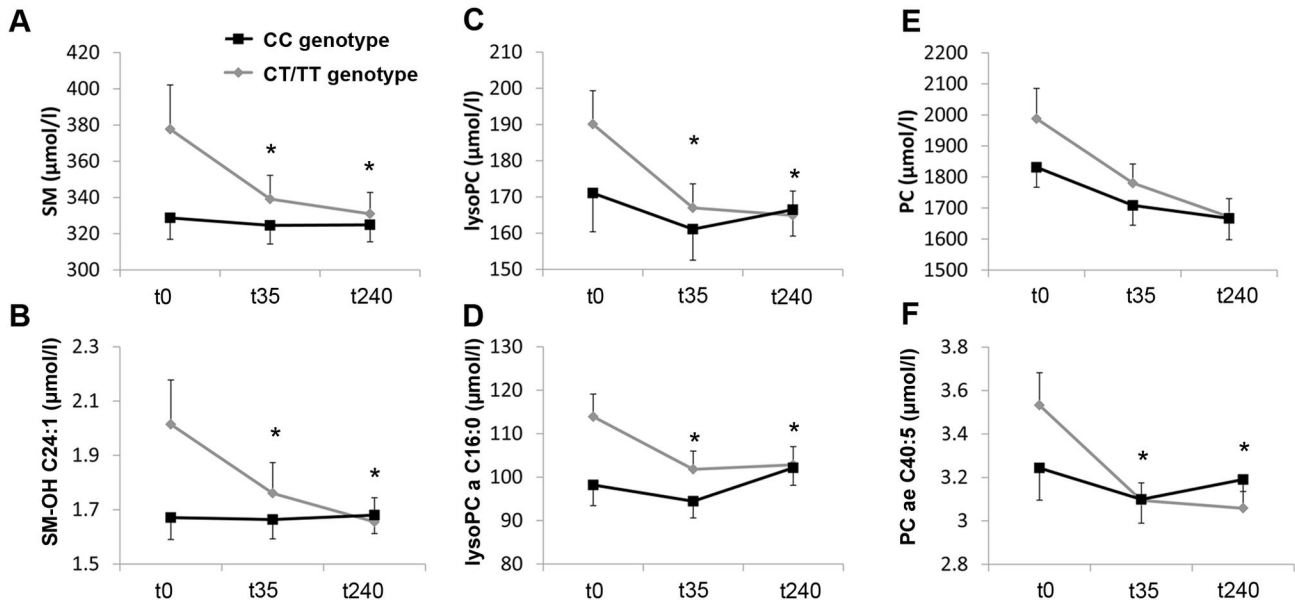 A
CC genotype
CT/TT genotype
SM (µmol/l)
420
400
380
360
340
320
300
*
*
t0 t35 t240
C
lysoPC (µmol/l)
210
200
190
180
170
160
150
*
*
t0 t35 t240
E
PC (µmol/l)
2200
2100
2000
1900
1800
1700
1600
1500
t0 t35 t240
B
SM-OH C24:1 (µmol/l)
2.3
2.1
1.9
1.7
1.5
*
*
t0 t35 t240
D
lysoPC a C16:0 (µmol/l)
130
120
110
100
90
80
*
*
t0 t35 t240
F
PC ae C40:5 (µmol/l)
3.8
3.6
3.4
3.2
3
2.8
*
*
t0 t35 t240